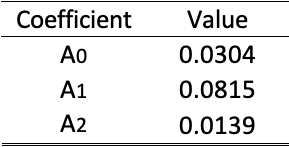 Coefficient Value
A0 0.0304
A1 0.0815
A2 0.0139